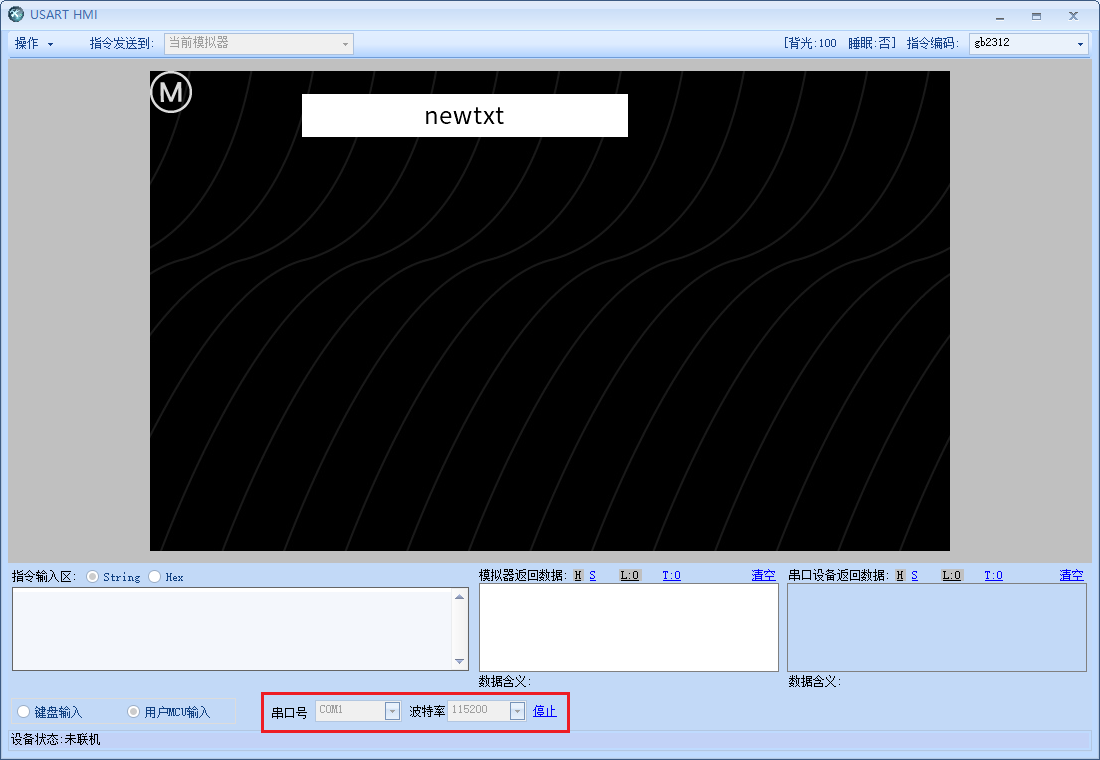 USART HMI
操作 指令发送到: 当前模拟器 [背光:100 睡眠:否] 指令编码: gb2312
M
newtxt
指令输入区: String Hex 模拟器返回数据: H S L:0 T:0 清空 串口设备返回数据: H S L:0 T:0 清空
数据含义: 数据含义:
键盘输入 用户MCU输入 串口号 COM1 波特率 115200 停止
设备状态:未联机